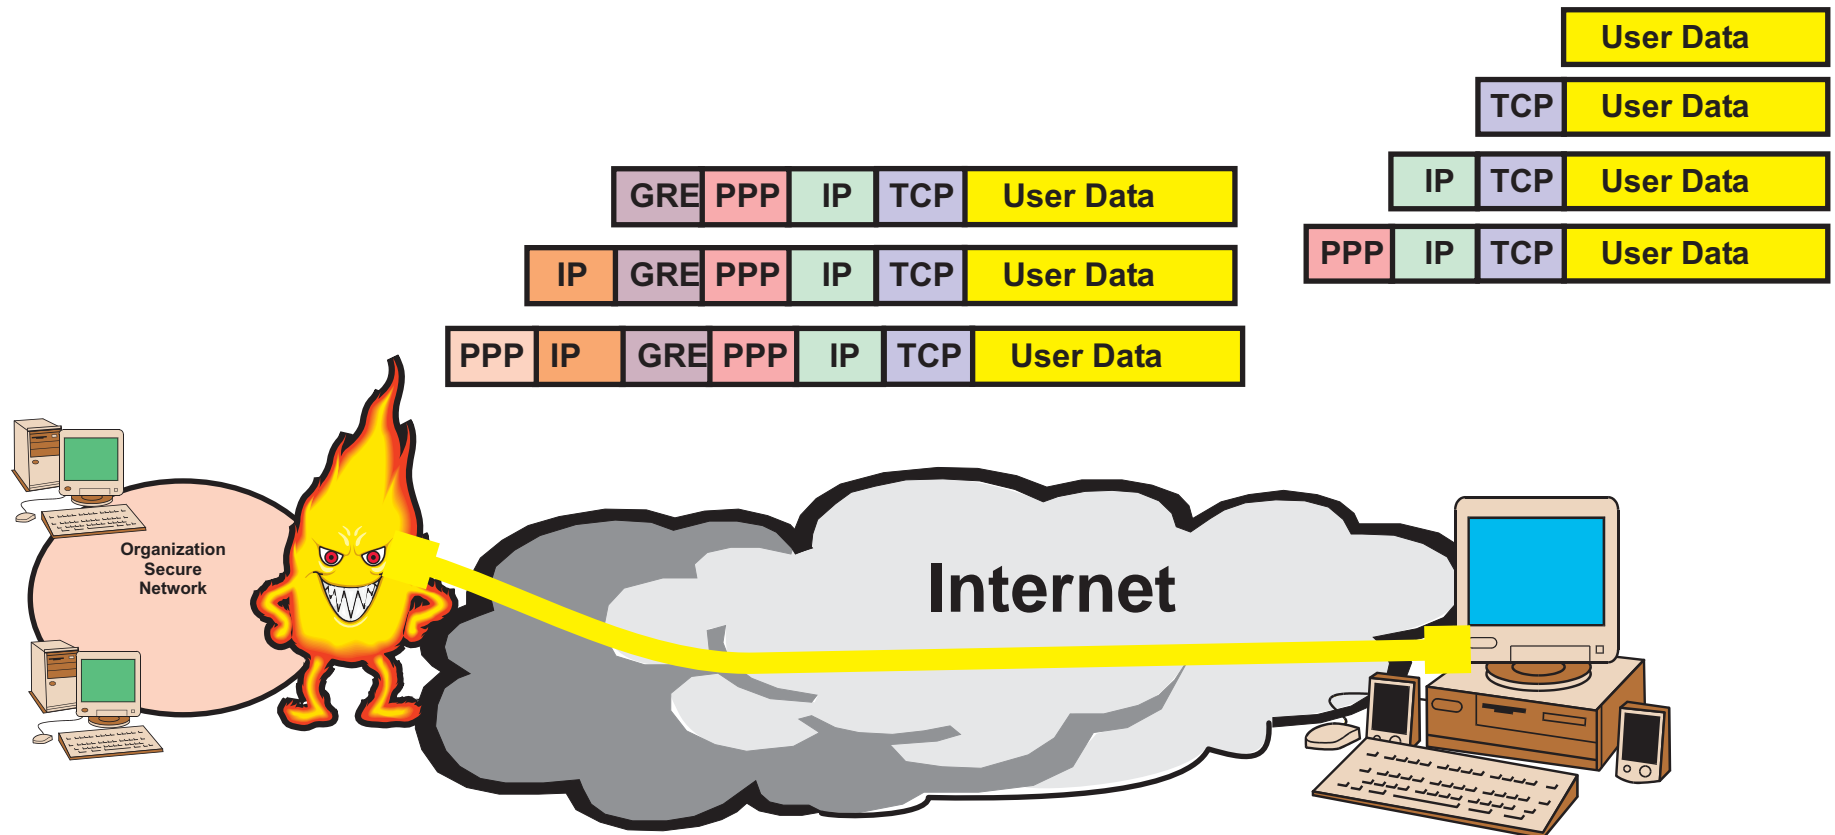 User Data
TCP User Data
IP TCP User Data
PPP IP TCP User Data
GRE PPP IP TCP User Data
IP GRE PPP IP TCP User Data
PPP IP GRE PPP IP TCP User Data
Organization
Secure
Network
Internet